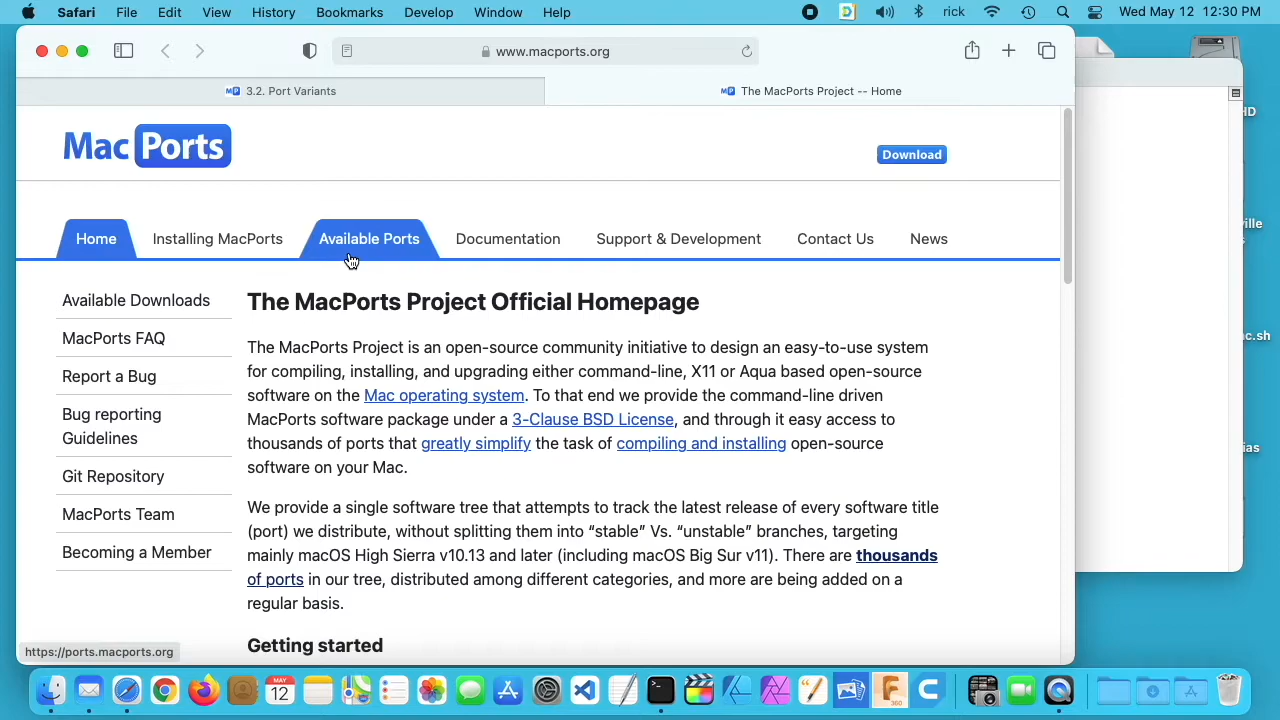 Safari File Edit View History Bookmarks Develop Window Help rick Wed May 12 12:30 PM
www.macports.org
3.2. Port Variants
The MacPorts Project -- Home
MacPorts
Download
Home Installing MacPorts Available Ports Documentation Support & Development Contact Us News
Available Downloads
MacPorts FAQ
Report a Bug
Bug reporting
Guidelines
Git Repository
MacPorts Team
Becoming a Member
The MacPorts Project Official Homepage
The MacPorts Project is an open-source community initiative to design an easy-to-use system
for compiling, installing, and upgrading either command-line, X11 or Aqua based open-source
software on the Mac operating system. To that end we provide the command-line driven
MacPorts software package under a 3-Clause BSD License, and through it easy access to
thousands of ports that greatly simplify the task of compiling and installing open-source
software on your Mac.
We provide a single software tree that attempts to track the latest release of every software title
(port) we distribute, without splitting them into “stable” Vs. “unstable” branches, targeting
mainly macOS High Sierra v10.13 and later (including macOS Big Sur v11). There are thousands
of ports in our tree, distributed among different categories, and more are being added on a
regular basis.
Getting started
https://ports.macports.org
HD
ville
s
c.sh
ias
MAY
12
360